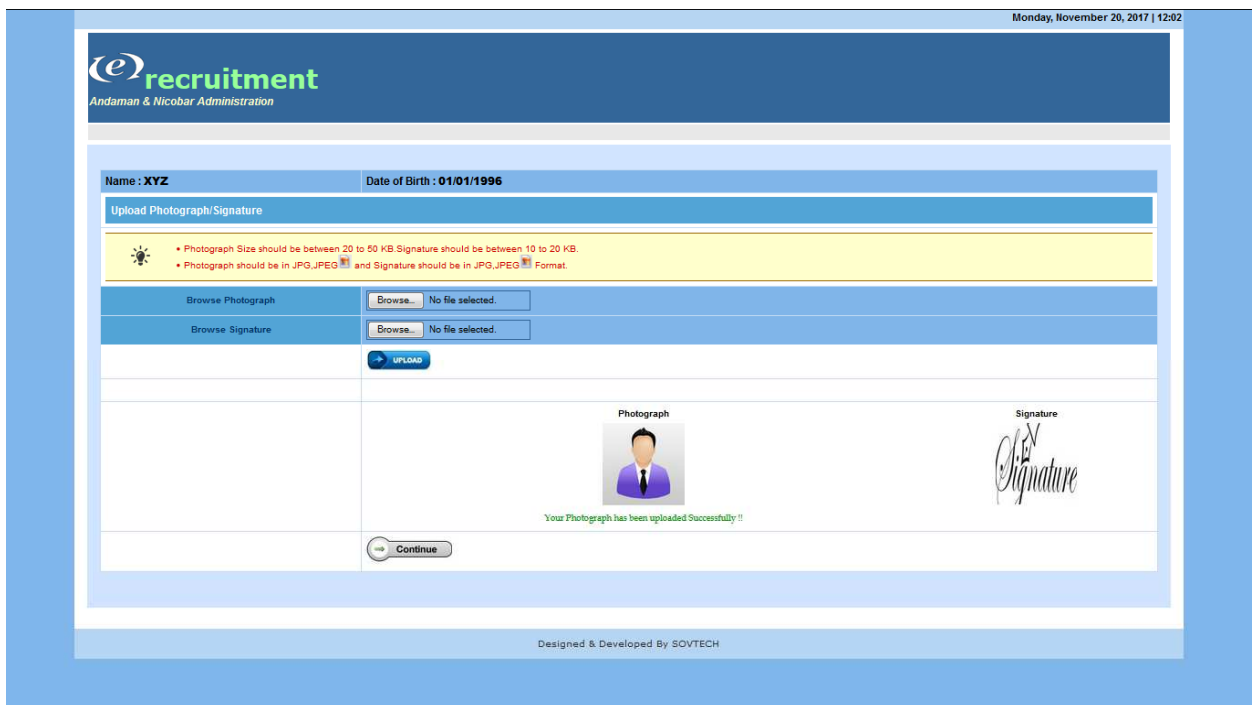 Monday, November 20, 2017 | 12:02
(e)recruitment
Andaman & Nicobar Administration
Name : XYZ Date of Birth : 01/01/1996
Upload Photograph/Signature
• Photograph Size should be between 20 to 50 KB.Signature should be between 10 to 20 KB.
• Photograph should be in JPG,JPEG and Signature should be in JPG,JPEG Format.
Browse Photograph Browse... No file selected.
Browse Signature Browse... No file selected.
UPLOAD
Photograph Signature
Signature
Your Photograph has been uploaded Successfully !!
Continue
Designed & Developed By SOVTECH